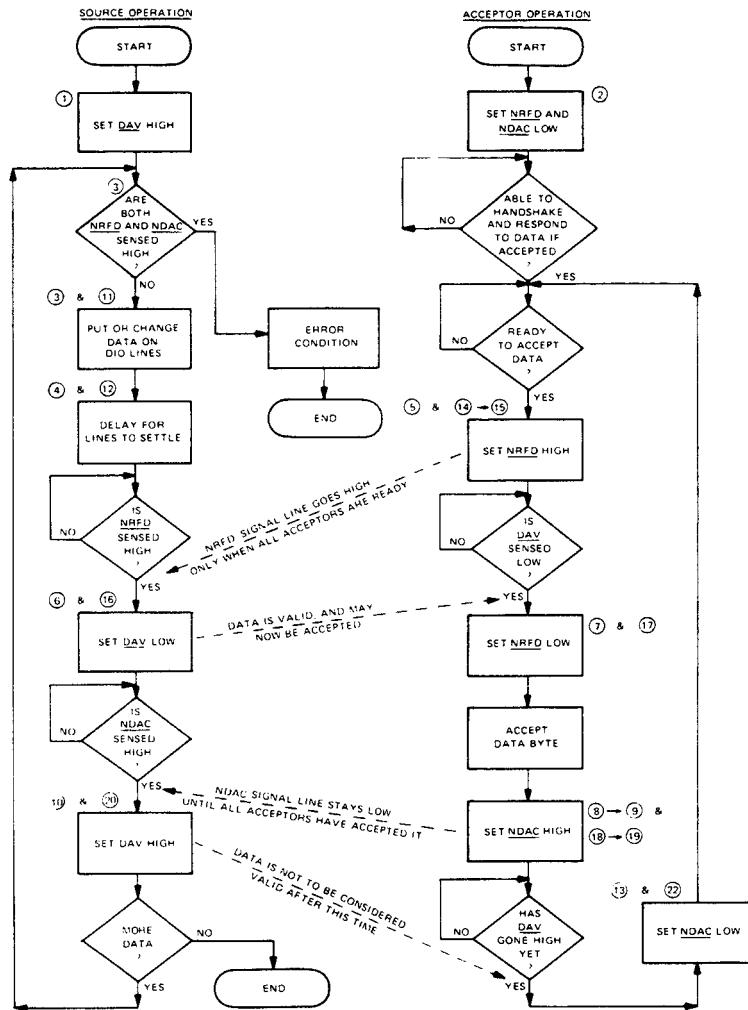 SOURCE OPERATION
START
①
SET DAV HIGH
③
ARE
BOTH
NRFD AND NDAC
SENSED
HIGH
?
YES
NO
③ & ⑪
PUT OR CHANGE
DATA ON
DIO LINES
ERROR
CONDITION
END
④ & ⑫
DELAY FOR
LINES TO SETTLE
IS
NRFD
SENSED
HIGH
?
NO
YES
⑥ & ⑯
SET DAV LOW
IS
NDAC
SENSED
HIGH
?
NO
YES
⑩ & ⑳
SET DAV HIGH
MORE
DATA
?
NO
YES
END
NRFD SIGNAL LINE GOES HIGH
ONLY WHEN ALL ACCEPTORS ARE READY
DATA IS VALID, AND MAY
NOW BE ACCEPTED
NDAC SIGNAL LINE STAYS LOW
UNTIL ALL ACCEPTORS HAVE ACCEPTED IT
DATA IS NOT TO BE CONSIDERED
VALID AFTER THIS TIME
ACCEPTOR OPERATION
START
②
SET NRFD AND
NDAC LOW
ABLE TO
HANDSHAKE
AND RESPOND
TO DATA IF
ACCEPTED
?
NO
YES
READY
TO ACCEPT
DATA
?
NO
YES
⑤ & ⑭ → ⑮
SET NRFD HIGH
IS
DAV
SENSED
LOW
?
NO
YES
⑦ & ⑰
SET NRFD LOW
ACCEPT
DATA BYTE
⑧ → ⑨ &
⑱ → ⑲
SET NDAC HIGH
HAS
DAV
GONE HIGH
YET
?
NO
YES
⑬ & ㉒
SET NDAC LOW